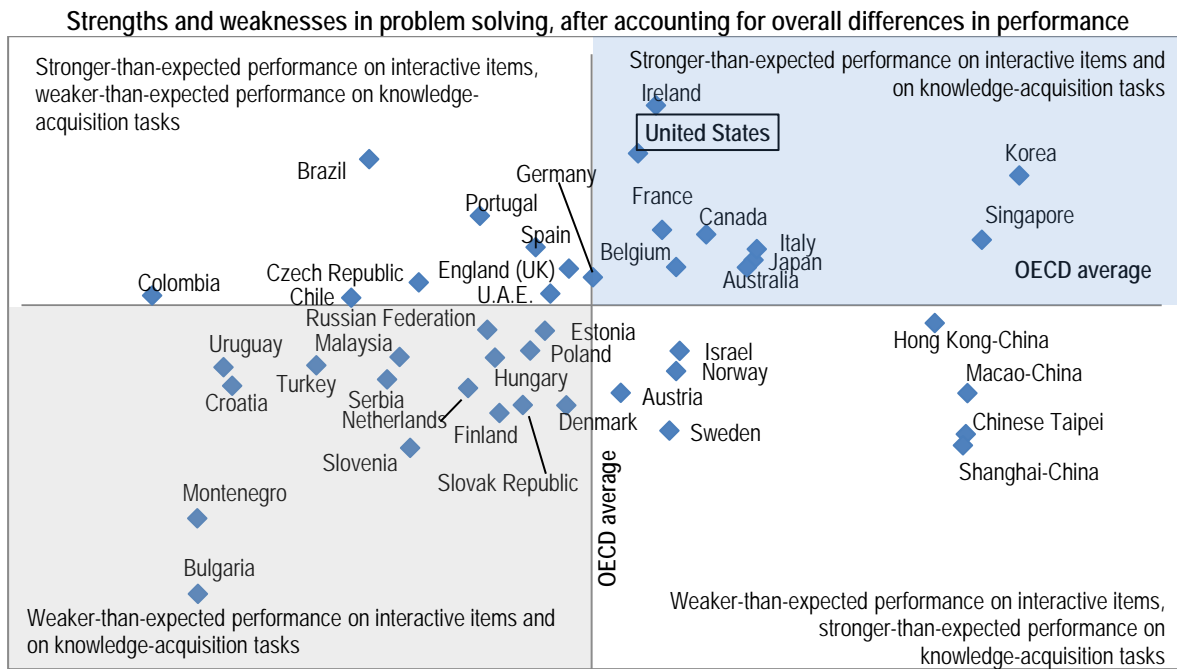 Strengths and weaknesses in problem solving, after accounting for overall differences in performance
Stronger-than-expected performance on interactive items,
weaker-than-expected performance on knowledge-
acquisition tasks
Stronger-than-expected performance on interactive items and
on knowledge-acquisition tasks
Ireland
United States
Brazil
Germany
Korea
Portugal
France
Canada
Singapore
Spain
Belgium
Italy
Japan
Australia
OECD average
England (UK)
Czech Republic
Colombia
Chile
U.A.E.
Russian Federation
Estonia
Hong Kong-China
Uruguay
Malaysia
Poland
Israel
Norway
Turkey
Hungary
Macao-China
Croatia
Serbia
Netherlands
Austria
Finland
Denmark
Sweden
Chinese Taipei
Slovenia
Slovak Republic
Shanghai-China
OECD average
Montenegro
Bulgaria
Weaker-than-expected performance on interactive items and
on knowledge-acquisition tasks
Weaker-than-expected performance on interactive items,
stronger-than-expected performance on
knowledge-acquisition tasks